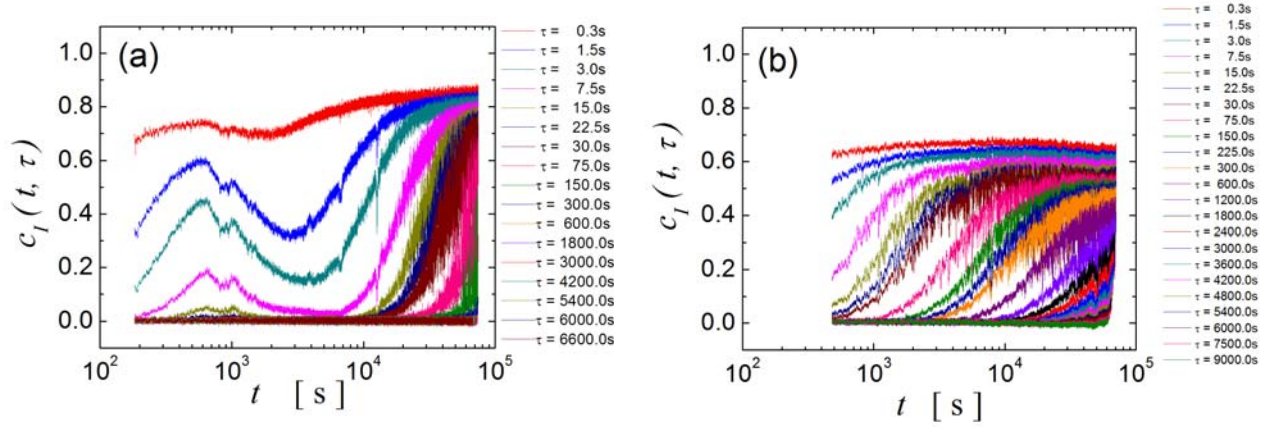 (a)
1.0
0.8
0.6
0.4
0.2
0.0
c_I ( t, τ )
10^2
10^3
10^4
10^5
t [ s ]
τ = 0.3s
τ = 1.5s
τ = 3.0s
τ = 7.5s
τ = 15.0s
τ = 22.5s
τ = 30.0s
τ = 75.0s
τ = 150.0s
τ = 300.0s
τ = 600.0s
τ = 1800.0s
τ = 3000.0s
τ = 4200.0s
τ = 5400.0s
τ = 6000.0s
τ = 6600.0s
(b)
1.0
0.8
0.6
0.4
0.2
0.0
c_I ( t, τ )
10^2
10^3
10^4
10^5
t [ s ]
τ = 0.3s
τ = 1.5s
τ = 3.0s
τ = 7.5s
τ = 15.0s
τ = 22.5s
τ = 30.0s
τ = 75.0s
τ = 150.0s
τ = 225.0s
τ = 300.0s
τ = 600.0s
τ = 1200.0s
τ = 1800.0s
τ = 2400.0s
τ = 3000.0s
τ = 3600.0s
τ = 4200.0s
τ = 4800.0s
τ = 5400.0s
τ = 6000.0s
τ = 7500.0s
τ = 9000.0s